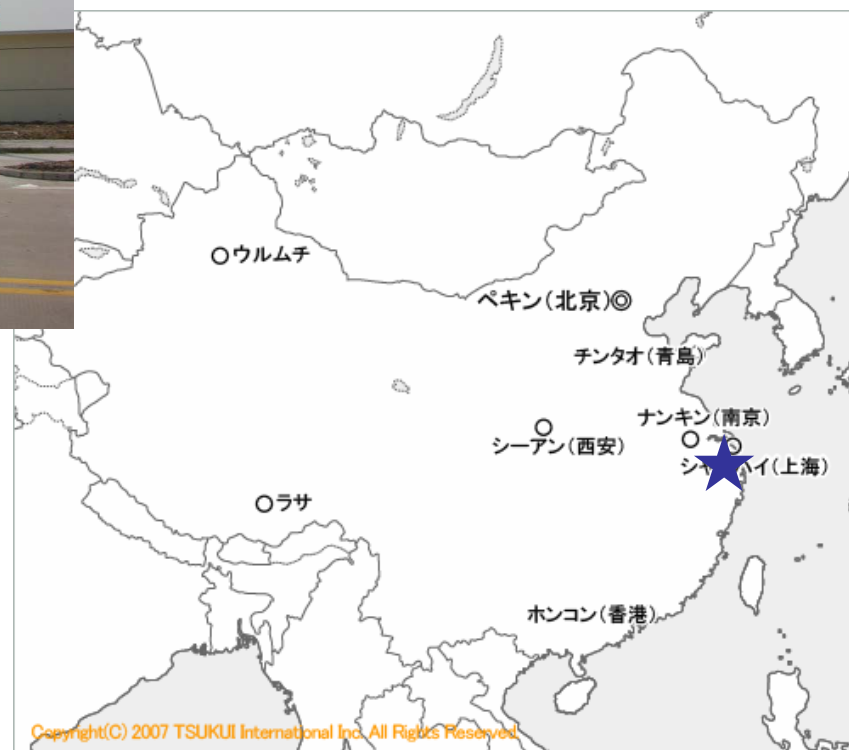 ウルムチ
ペキン(北京)
チンタオ(青島)
ナンキン(南京)
シーアン(西安)
シャ ハイ(上海)
ラサ
ホンコン(香港)
Copyright(C) 2007 TSUKUI International Inc. All Rights Reserved.